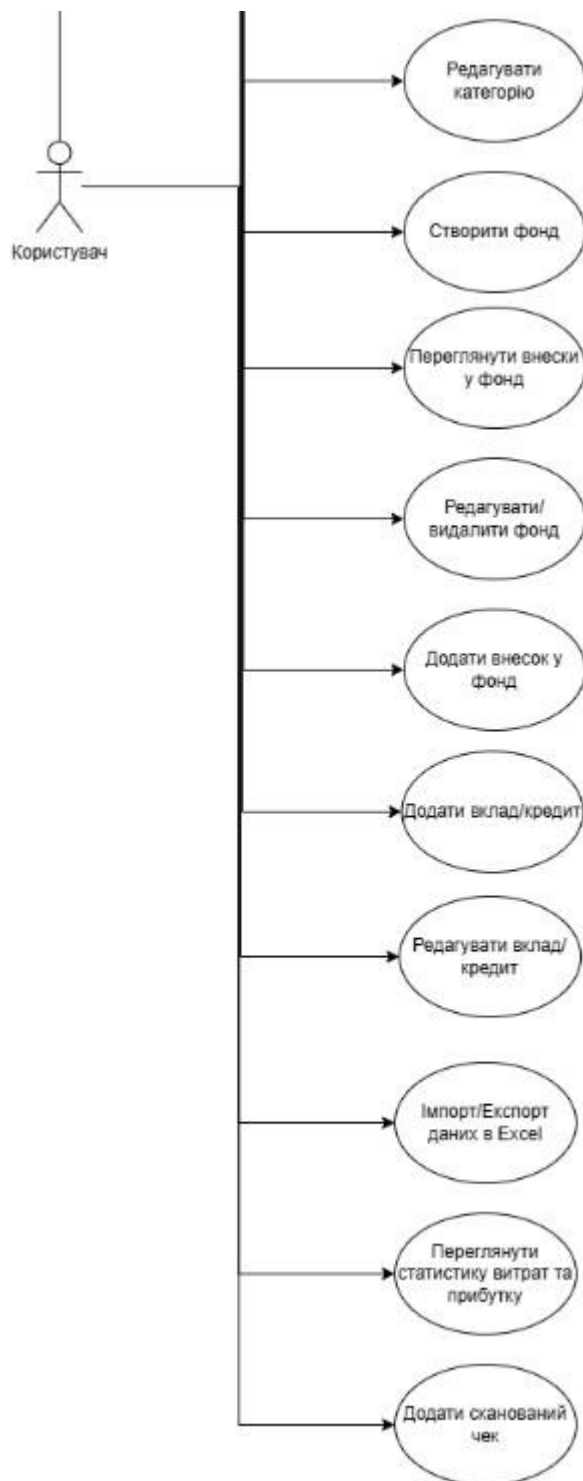 Редагувати
категорію
Користувач
Створити фонд
Переглянути внески
у фонд
Редагувати/
видалити фонд
Додати внесок у
фонд
Додати вклад/кредит
Редагувати вклад/
кредит
Імпорт/Експорт
даних в Excel
Переглянути
статистику витрат та
прибутку
Додати сканований
чек